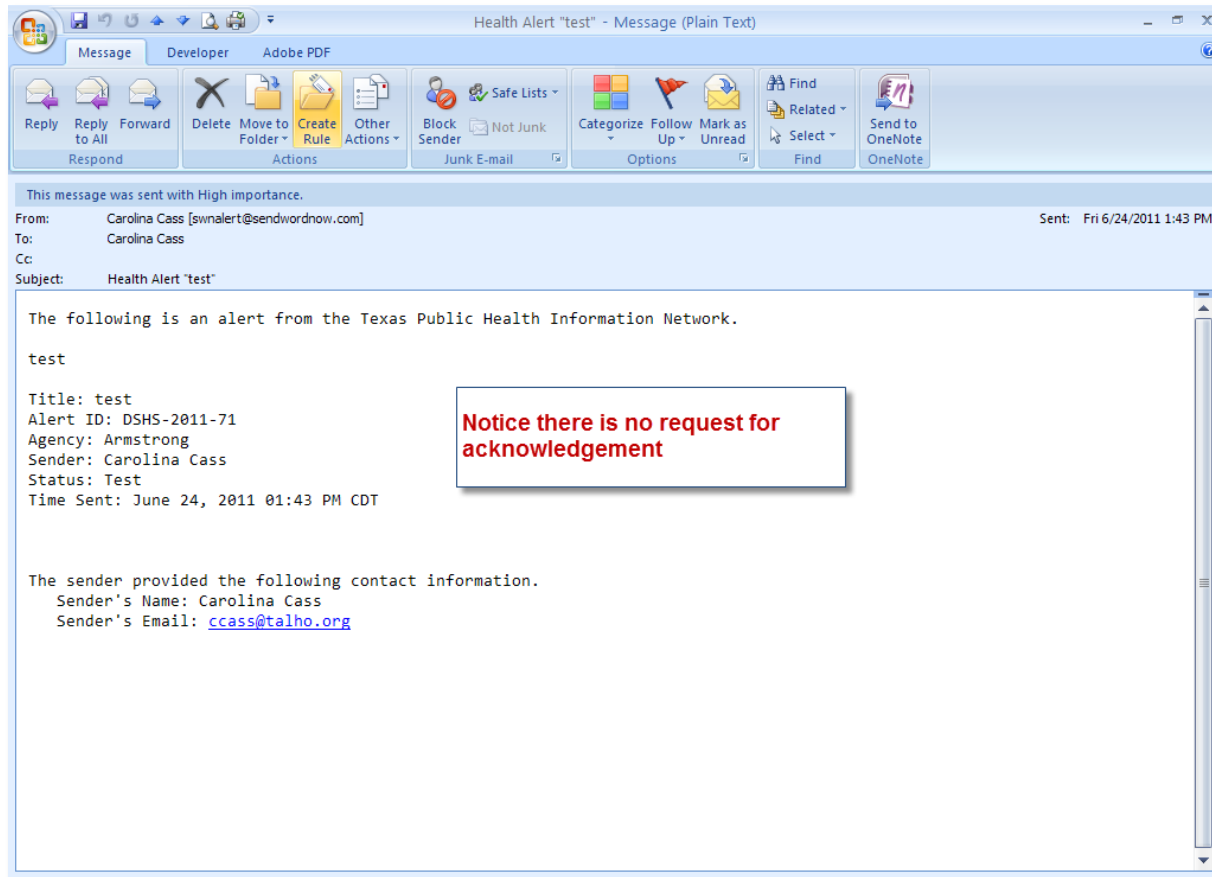 Health Alert "test" - Message (Plain Text)
Message Developer Adobe PDF
Reply Reply to All Forward
Respond
Delete Move to Folder Create Rule Other Actions
Actions
Block Sender Safe Lists Not Junk
Junk E-mail
Categorize Follow Up Mark as Unread
Options
Find Related Select
Find
Send to OneNote
OneNote
This message was sent with High importance.
From: Carolina Cass [swnalert@sendwordnow.com] Sent: Fri 6/24/2011 1:43 PM
To: Carolina Cass
Cc:
Subject: Health Alert "test"
The following is an alert from the Texas Public Health Information Network.
test
Title: test
Alert ID: DSHS-2011-71
Agency: Armstrong
Sender: Carolina Cass
Status: Test
Time Sent: June 24, 2011 01:43 PM CDT
Notice there is no request for
acknowledgement
The sender provided the following contact information.
Sender's Name: Carolina Cass
Sender's Email: ccass@talho.org